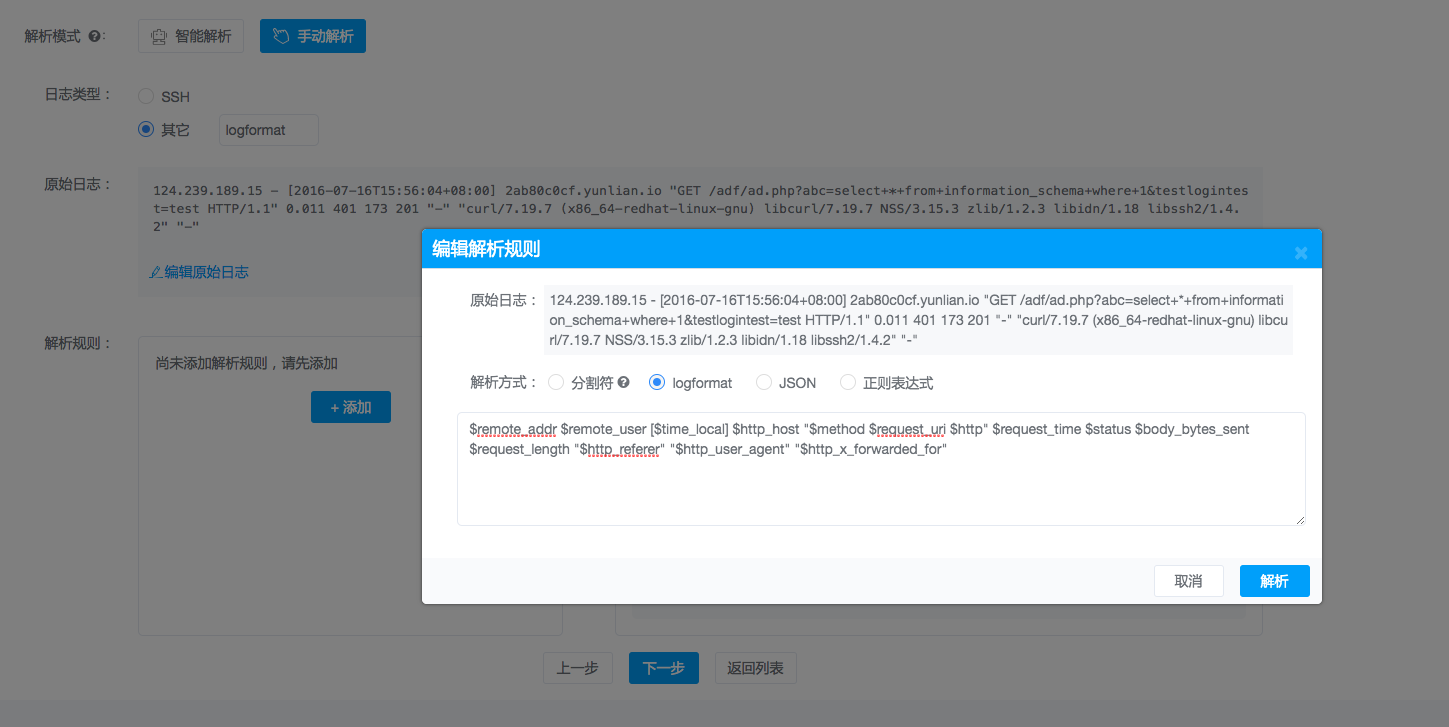 解析模式 ?:
智能解析
手动解析
日志类型：
SSH
其它
logformat
原始日志：
124.239.189.15 - [2016-07-16T15:56:04+08:00] 2ab80c0cf.yunlian.io "GET /adf/ad.php?abc=select+*+from+information_schema+where+1&testlogintes
t=test HTTP/1.1" 0.011 401 173 201 "-" "curl/7.19.7 (x86_64-redhat-linux-gnu) libcurl/7.19.7 NSS/3.15.3 zlib/1.2.3 libidn/1.18 libssh2/1.4.
2" "-"
编辑原始日志
解析规则：
尚未添加解析规则，请先添加
+ 添加
编辑解析规则
×
原始日志：
124.239.189.15 - [2016-07-16T15:56:04+08:00] 2ab80c0cf.yunlian.io "GET /adf/ad.php?abc=select+*+from+informati
on_schema+where+1&testlogintest=test HTTP/1.1" 0.011 401 173 201 "-" "curl/7.19.7 (x86_64-redhat-linux-gnu) libcu
rl/7.19.7 NSS/3.15.3 zlib/1.2.3 libidn/1.18 libssh2/1.4.2" "-"
解析方式：
分割符 ?
logformat
JSON
正则表达式
$remote_addr $remote_user [$time_local] $http_host "$method $request_uri $http" $request_time $status $body_bytes_sent
$request_length "$http_referer" "$http_user_agent" "$http_x_forwarded_for"
取消
解析
上一步
下一步
返回列表